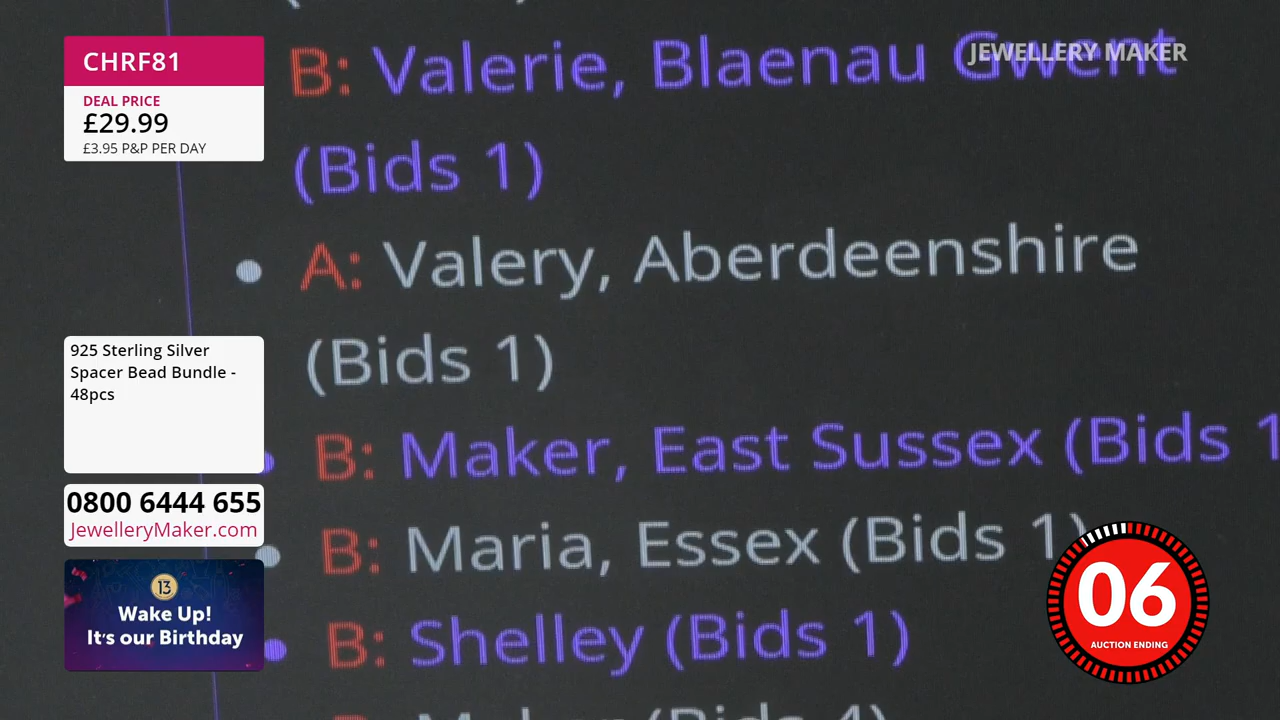 CHRF81
DEAL PRICE
£29.99
£3.95 P&P PER DAY
JEWELLERY MAKER
B: Valerie, Blaenau Gwent
(Bids 1)
A: Valery, Aberdeenshire
(Bids 1)
B: Maker, East Sussex (Bids 1
B: Maria, Essex (Bids 1)
B: Shelley (Bids 1)
925 Sterling Silver
Spacer Bead Bundle -
48pcs
0800 6444 655
JewelleryMaker.com
13
Wake Up!
It's our Birthday
06
AUCTION ENDING